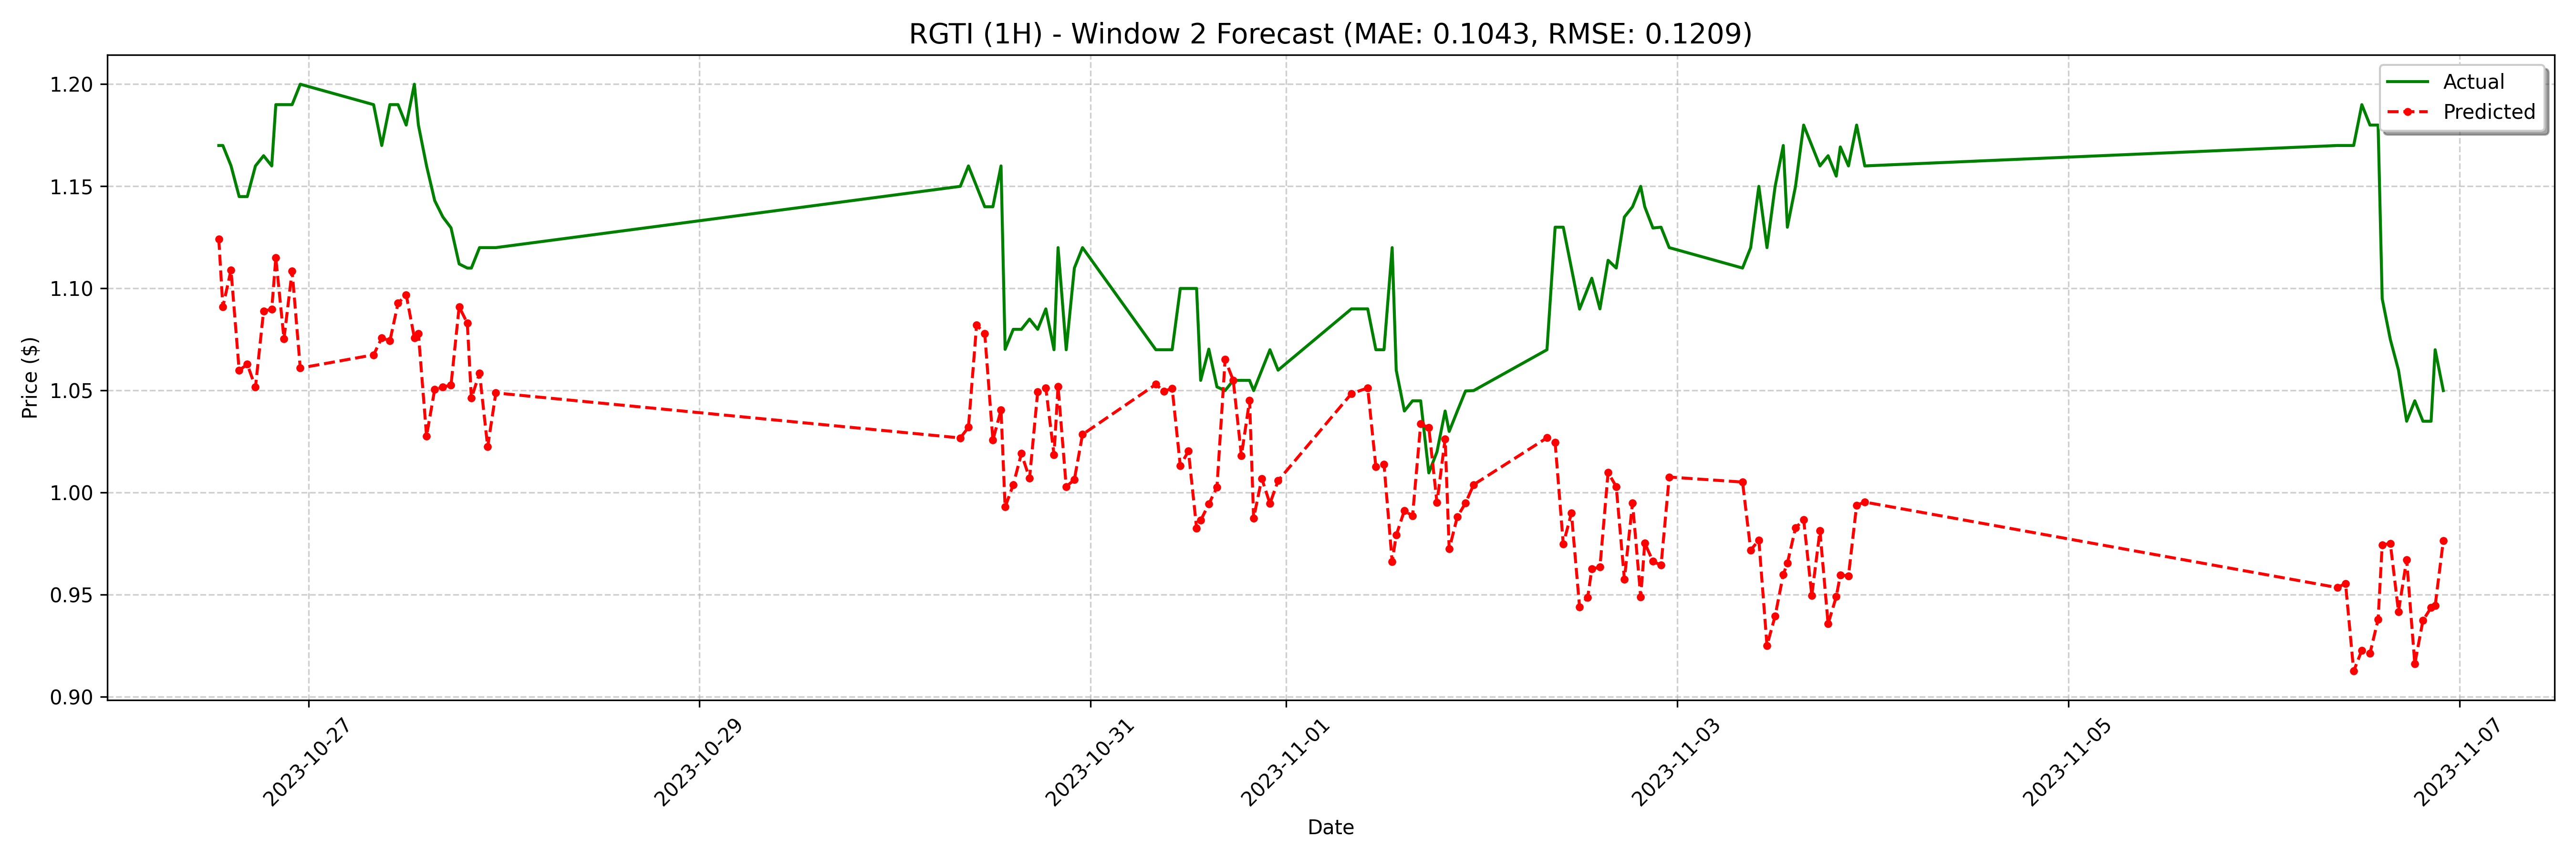 RGTI (1H) - Window 2 Forecast (MAE: 0.1043, RMSE: 0.1209)
Actual
Predicted
Price ($)
1.20
1.15
1.10
1.05
1.00
0.95
0.90
2023-10-27
2023-10-29
2023-10-31
2023-11-01
2023-11-03
2023-11-05
2023-11-07
Date